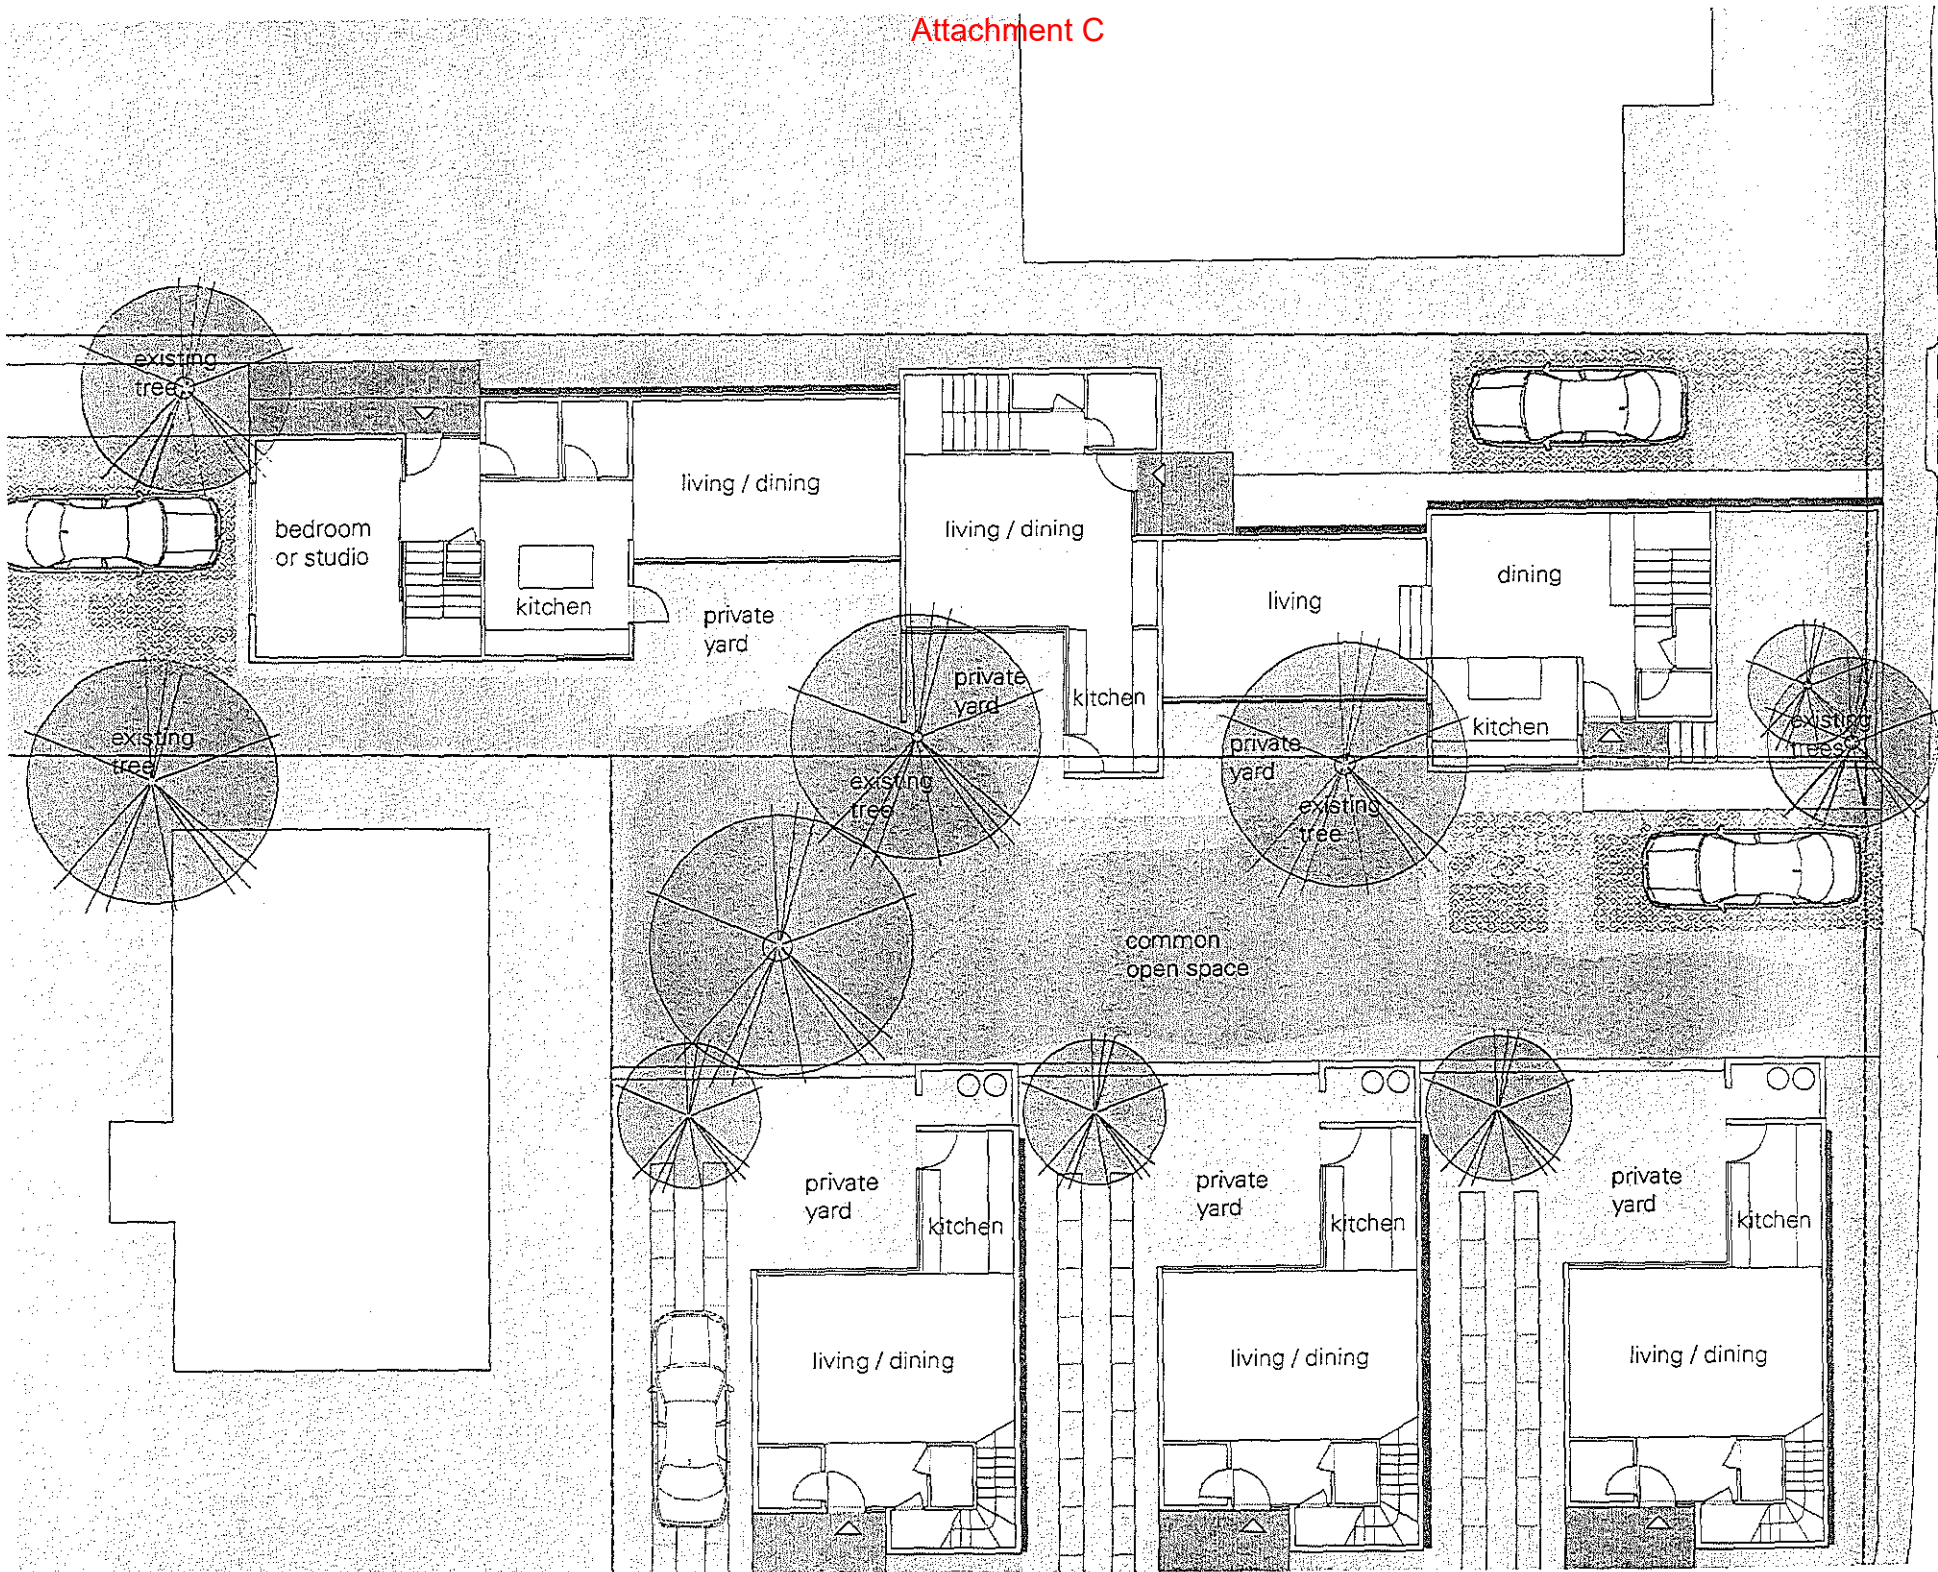 Attachment C
existing
tree
living / dining
bedroom
or studio
living / dining
kitchen
private
yard
living
dining
private
yard
kitchen
existing
tree
private
yard
kitchen
existing
trees
existing
tree
existing
tree
common
open space
private
yard
kitchen
private
yard
kitchen
private
yard
kitchen
living / dining
living / dining
living / dining